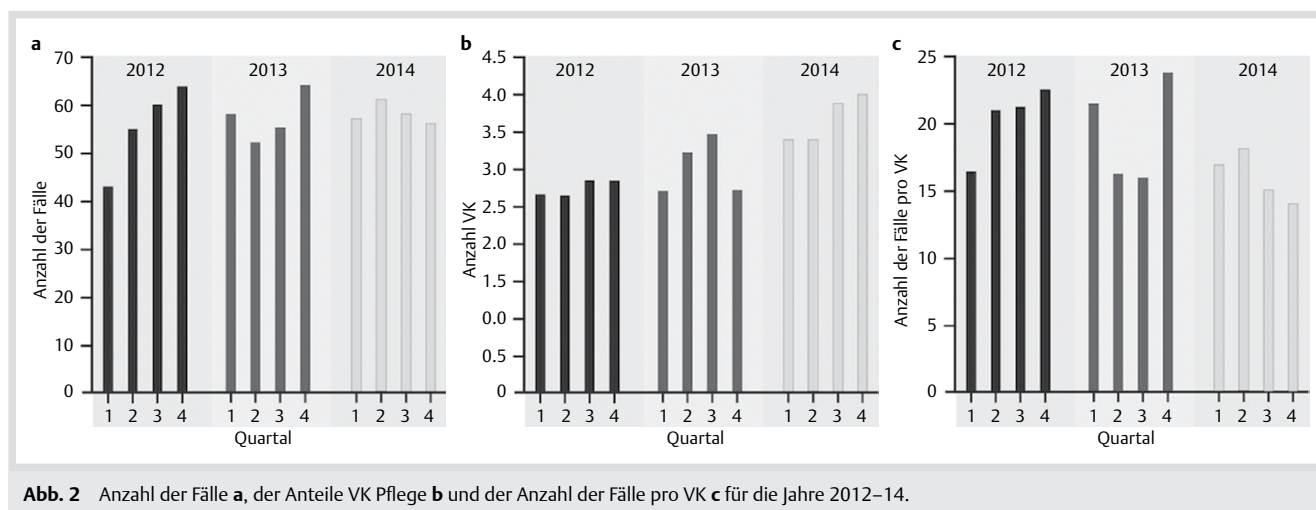 a
70
60
50
40
30
20
10
0
Anzahl der Fälle
2012
2013
2014
1 2 3 4 1 2 3 4 1 2 3 4
Quartal
b
4.5
4.0
3.5
3.0
2.5
2.0
1.5
0.0
0.5
0
Anzahl VK
2012
2013
2014
1 2 3 4 1 2 3 4 1 2 3 4
Quartal
c
25
20
15
10
5
0
Anzahl der Fälle pro VK
2012
2013
2014
1 2 3 4 1 2 3 4 1 2 3 4
Quartal
Abb. 2 Anzahl der Fälle a, der Anteile VK Pflege b und der Anzahl der Fälle pro VK c für die Jahre 2012–14.